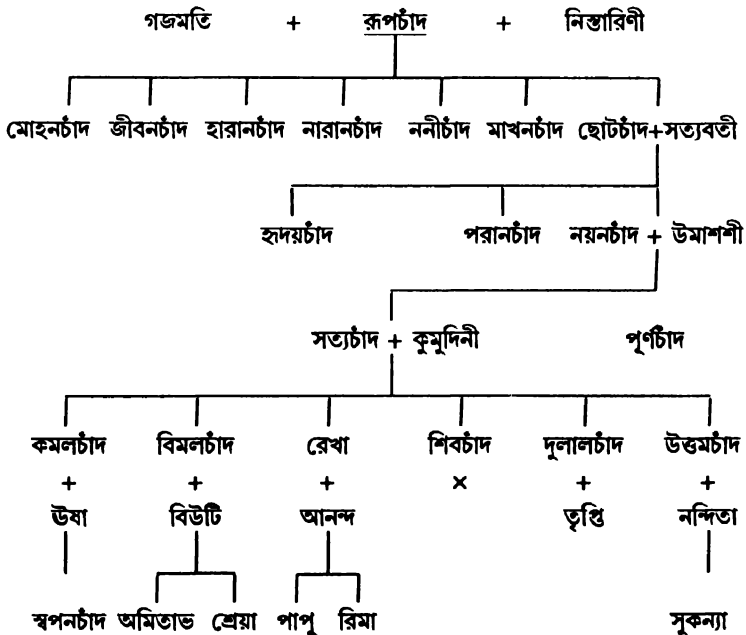 গজমতি + রূপচাঁদ + নিস্তারিণী
মোহনচাঁদ জীবনচাঁদ হারানচাঁদ নারানচাঁদ ননীচাঁদ মাখনচাঁদ ছোটচাঁদ+সত্যবতী
হৃদয়চাঁদ পরানচাঁদ নয়নচাঁদ + উমাশশী
সত্যচাঁদ + কুমুদিনী পূর্ণচাঁদ
কমলচাঁদ বিমলচাঁদ রেখা শিবচাঁদ দুলালচাঁদ উত্তমচাঁদ
+ + + × + +
ঊষা বিউটি আনন্দ তৃপ্তি নন্দিতা
স্বপনচাঁদ অমিতাভ শ্রেয়া পাপু রিমা সুকন্যা